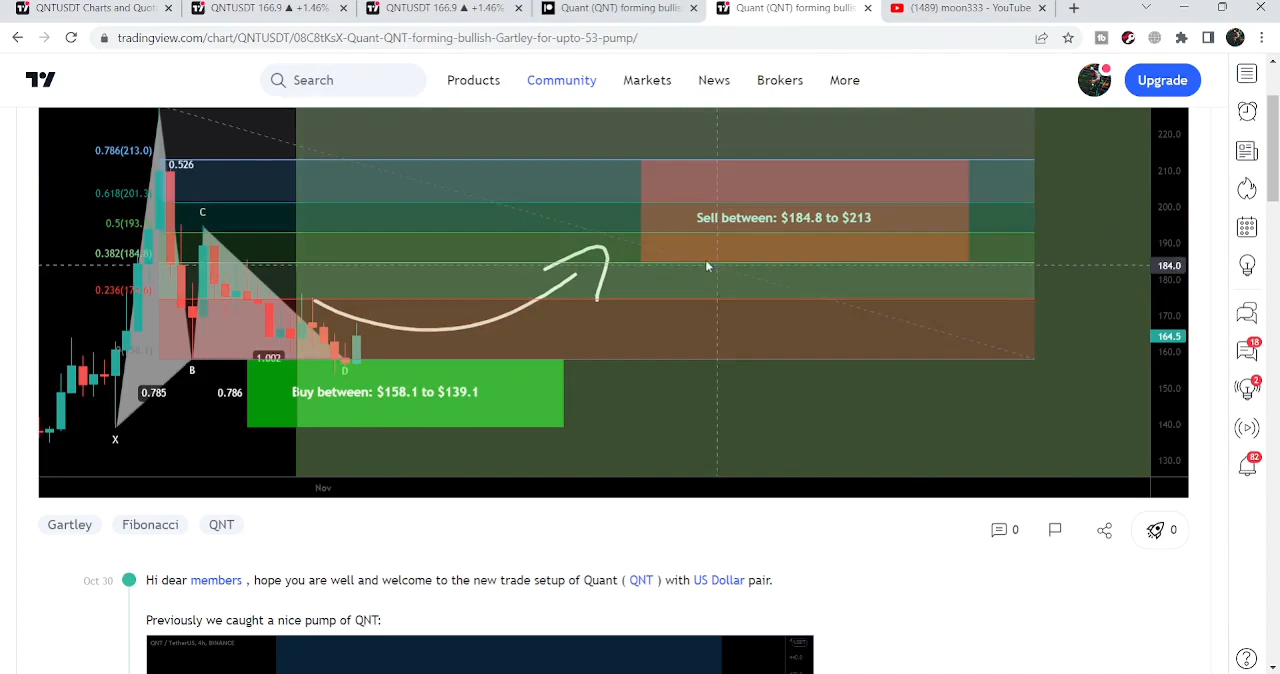 QNTUSDT Charts and Quot
QNTUSDT 166.9 ▲ +1.46%
QNTUSDT 166.9 ▲ +1.46%
Quant (QNT) forming bullish
Quant (QNT) forming bullis
(1489) moon333 - YouTube
tradingview.com/chart/QNTUSDT/08C8tKsX-Quant-QNT-forming-bullish-Gartley-for-upto-53-pump/
Search
Products
Community
Markets
News
Brokers
More
Upgrade
220.0
0.786(213.0)
0.526
210.0
0.618(201.3
200.0
C
Sell between: $184.8 to $213
0.5(193.
190.0
0.382(184.8)
184.0
180.0
0.236(17
170.0
164.5
160.0
1.002
B
D
0.785
0.786
Buy between: $158.1 to $139.1
150.0
140.0
X
130.0
Nov
Gartley
Fibonacci
QNT
0
0
18
2
82
Oct 30
Hi dear members , hope you are well and welcome to the new trade setup of Quant ( QNT ) with US Dollar pair.
Previously we caught a nice pump of QNT:
QNT / TetherUS, 4h, BINANCE